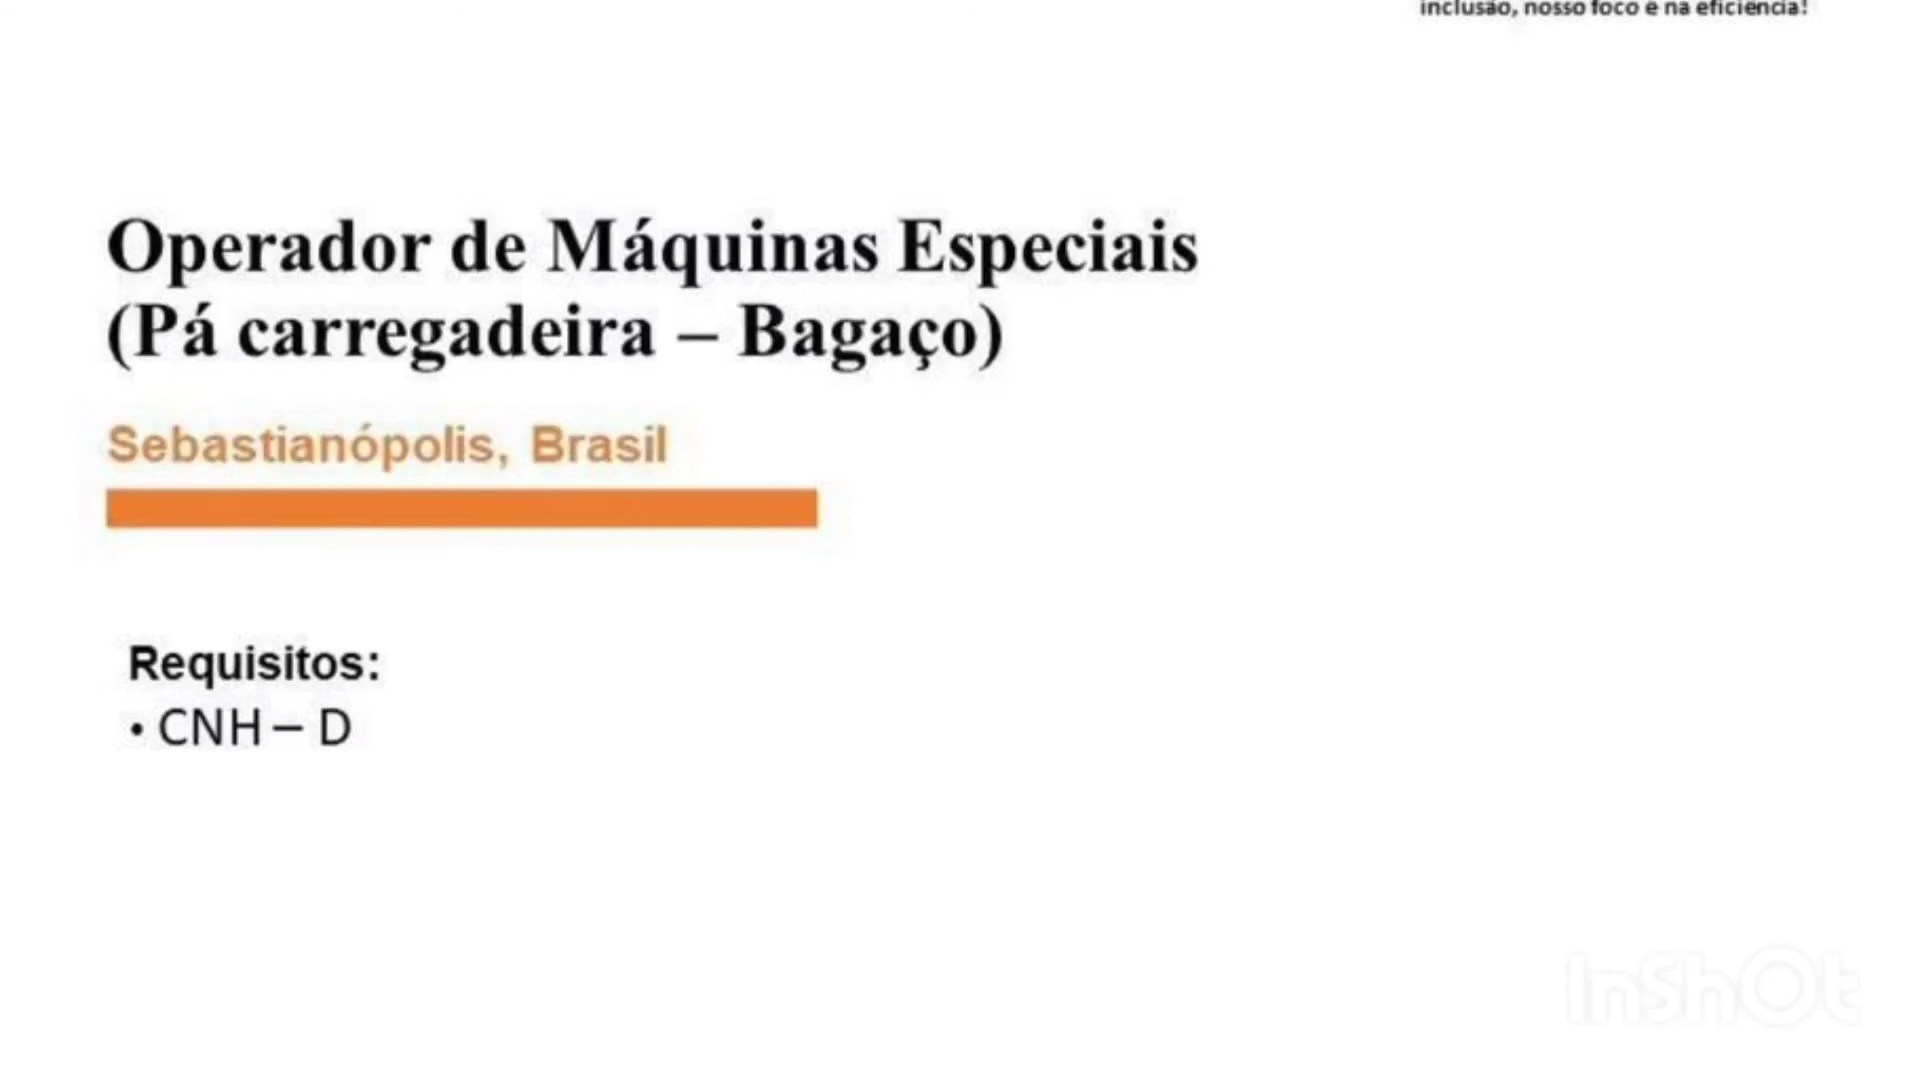 inclusão, nosso foco é na eficiência!
Operador de Máquinas Especiais
(Pá carregadeira – Bagaço)
Sebastianópolis, Brasil
Requisitos:
• CNH – D
InShOt